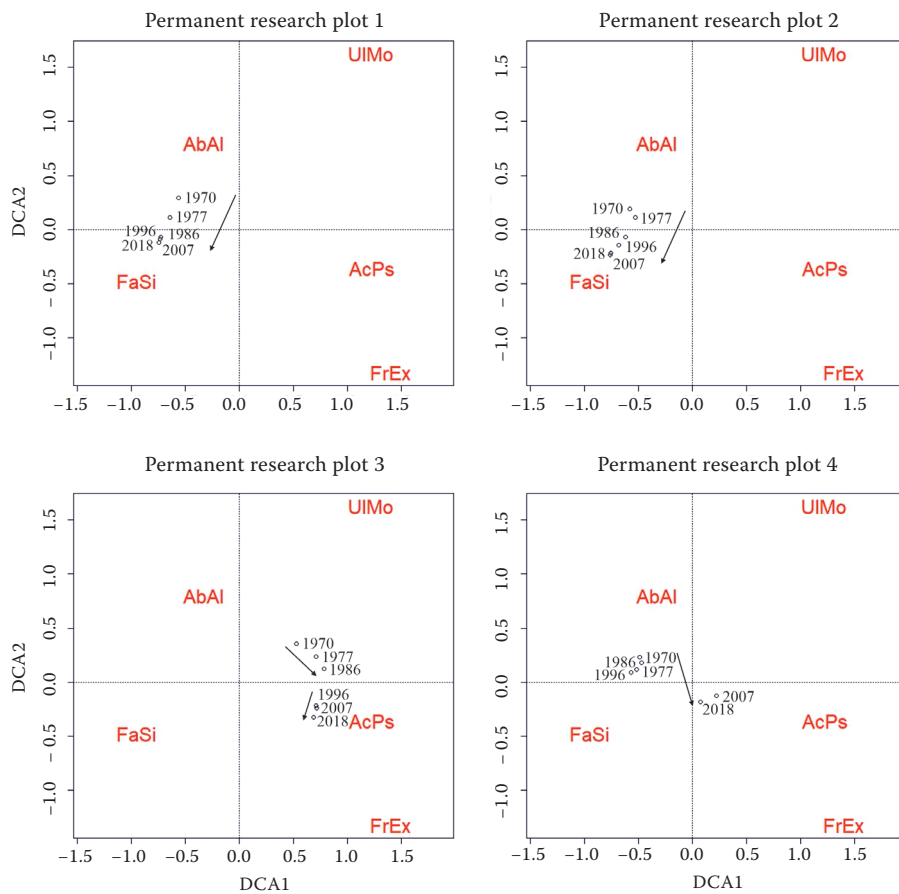 Permanent research plot 1
UlMo
AbAl
1970
1977
1996 1986
2018 2007
FaSi
AcPs
FrEx
DCA2
1.5
1.0
0.5
0.0
−0.5
−1.0
−1.5 −1.0 −0.5 0.0 0.5 1.0 1.5
Permanent research plot 2
UlMo
AbAl
1970 1977
1986
1996
2018
2007
FaSi
AcPs
FrEx
1.5
1.0
0.5
0.0
−0.5
−1.0
−1.5 −1.0 −0.5 0.0 0.5 1.0 1.5
Permanent research plot 3
UlMo
AbAl
1970
1977
1986
1996
2007
2018
FaSi
AcPs
FrEx
DCA2
1.5
1.0
0.5
0.0
−0.5
−1.0
−1.5 −1.0 −0.5 0.0 0.5 1.0 1.5
DCA1
Permanent research plot 4
UlMo
AbAl
1986 1970
1996 1977
2007
2018
FaSi
AcPs
FrEx
1.5
1.0
0.5
0.0
−0.5
−1.0
−1.5 −1.0 −0.5 0.0 0.5 1.0 1.5
DCA1